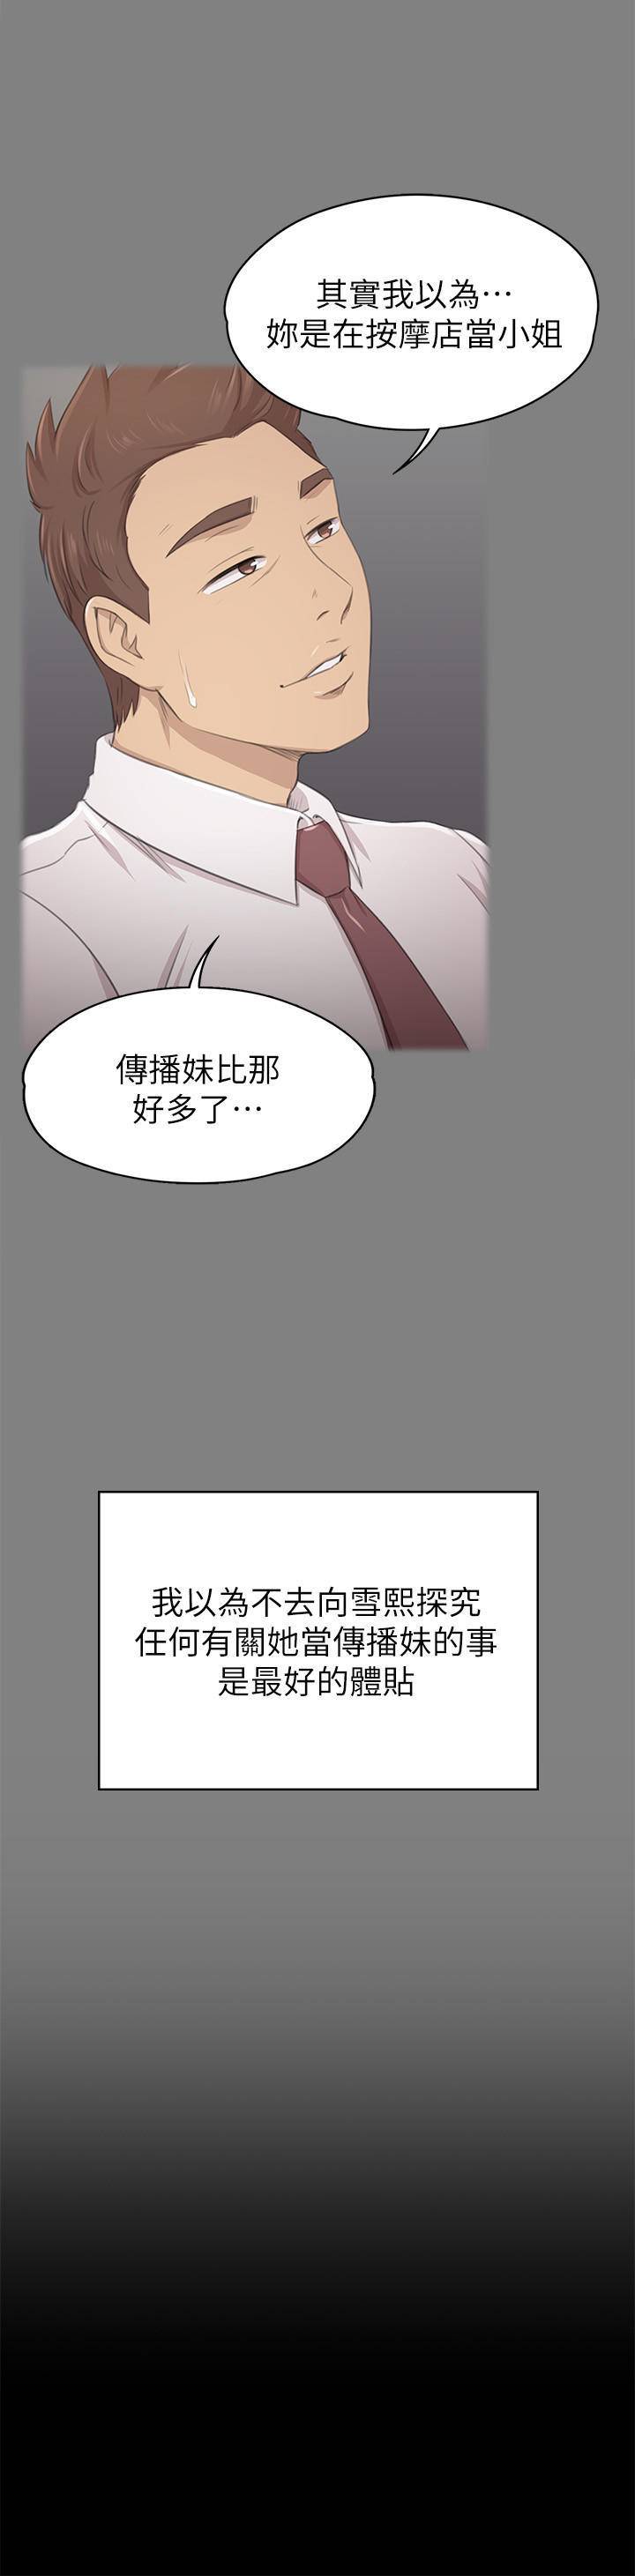 其實我以為⋯
妳是在按摩店當小姐
傳播妹比那
好多了⋯
我以為不去向雪熙探究
任何有關她當傳播妹的事
是最好的體貼